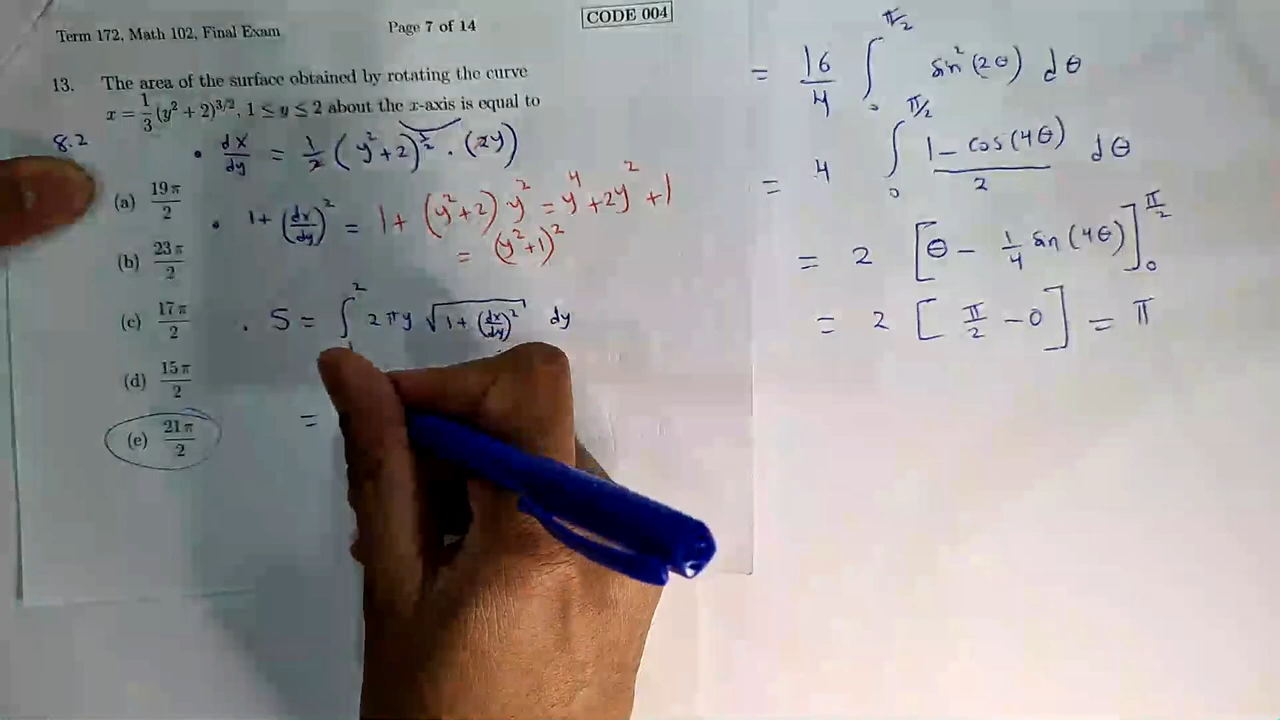 Term 172, Math 102, Final Exam
Page 7 of 14
CODE 004
13. The area of the surface obtained by rotating the curve
x = 1/3 (y² + 2)^(3/2), 1 ≤ y ≤ 2 about the x-axis is equal to
8.2
• dx/dy = 1/2 (y²+2)^(1/2) · (2y)
(a) 19π/2
• 1 + (dx/dy)² = 1 + (y²+2)·y² = y⁴ + 2y² + 1
= (y²+1)²
(b) 23π/2
(c) 17π/2
• S = ∫₁² 2πy √(1 + (dx/dy)²) dy
(d) 15π/2
=
(e) 21π/2
= 16/4 ∫₀^(π/2) sin²(2θ) dθ
= 4 ∫₀^(π/2) (1 - cos(4θ))/2 dθ
= 2 [θ - 1/4 sin(4θ)]₀^(π/2)
= 2 [π/2 - 0] = π